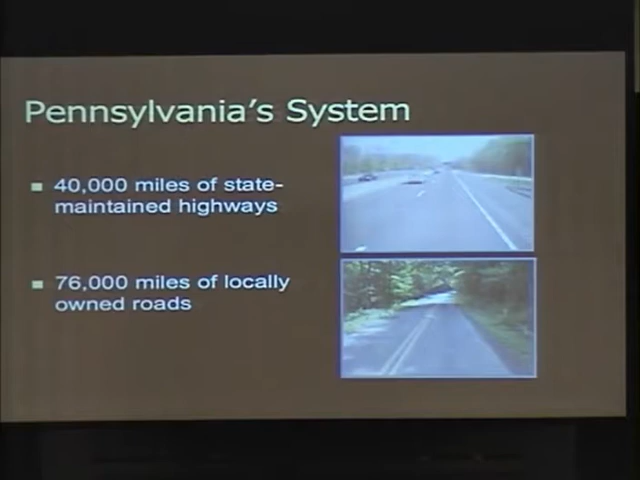 Pennsylvania's System
40,000 miles of state-
maintained highways
76,000 miles of locally
owned roads